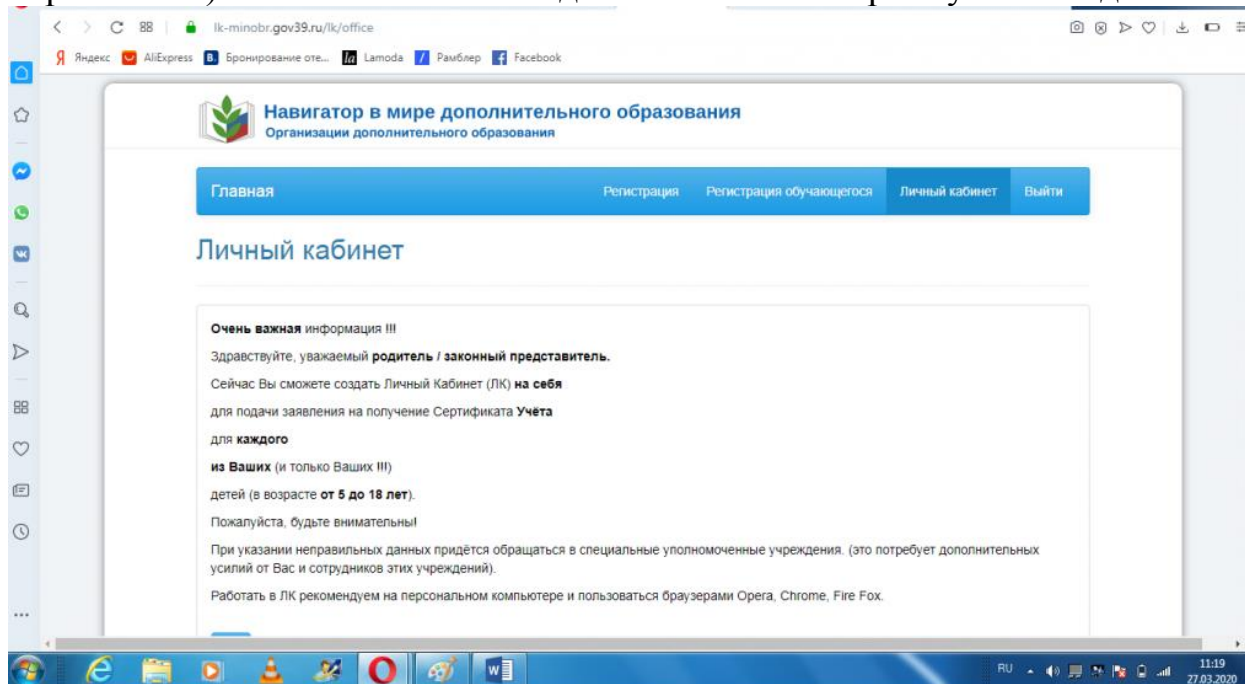 lk-minobr.gov39.ru/lk/office
Яндекс AliExpress Бронирование оте... Lamoda Рамблер Facebook
Навигатор в мире дополнительного образования
Организации дополнительного образования
Главная Регистрация Регистрация обучающегося Личный кабинет Выйти
Личный кабинет
Очень важная информация !!!
Здравствуйте, уважаемый родитель / законный представитель.
Сейчас Вы сможете создать Личный Кабинет (ЛК) на себя
для подачи заявления на получение Сертификата Учёта
для каждого
из Ваших (и только Ваших !!!)
детей (в возрасте от 5 до 18 лет).
Пожалуйста, будьте внимательны!
При указании неправильных данных придётся обращаться в специальные уполномоченные учреждения. (это потребует дополнительных
усилий от Вас и сотрудников этих учреждений).
Работать в ЛК рекомендуем на персональном компьютере и пользоваться браузерами Opera, Chrome, Fire Fox.
RU 11:19
27.03.2020